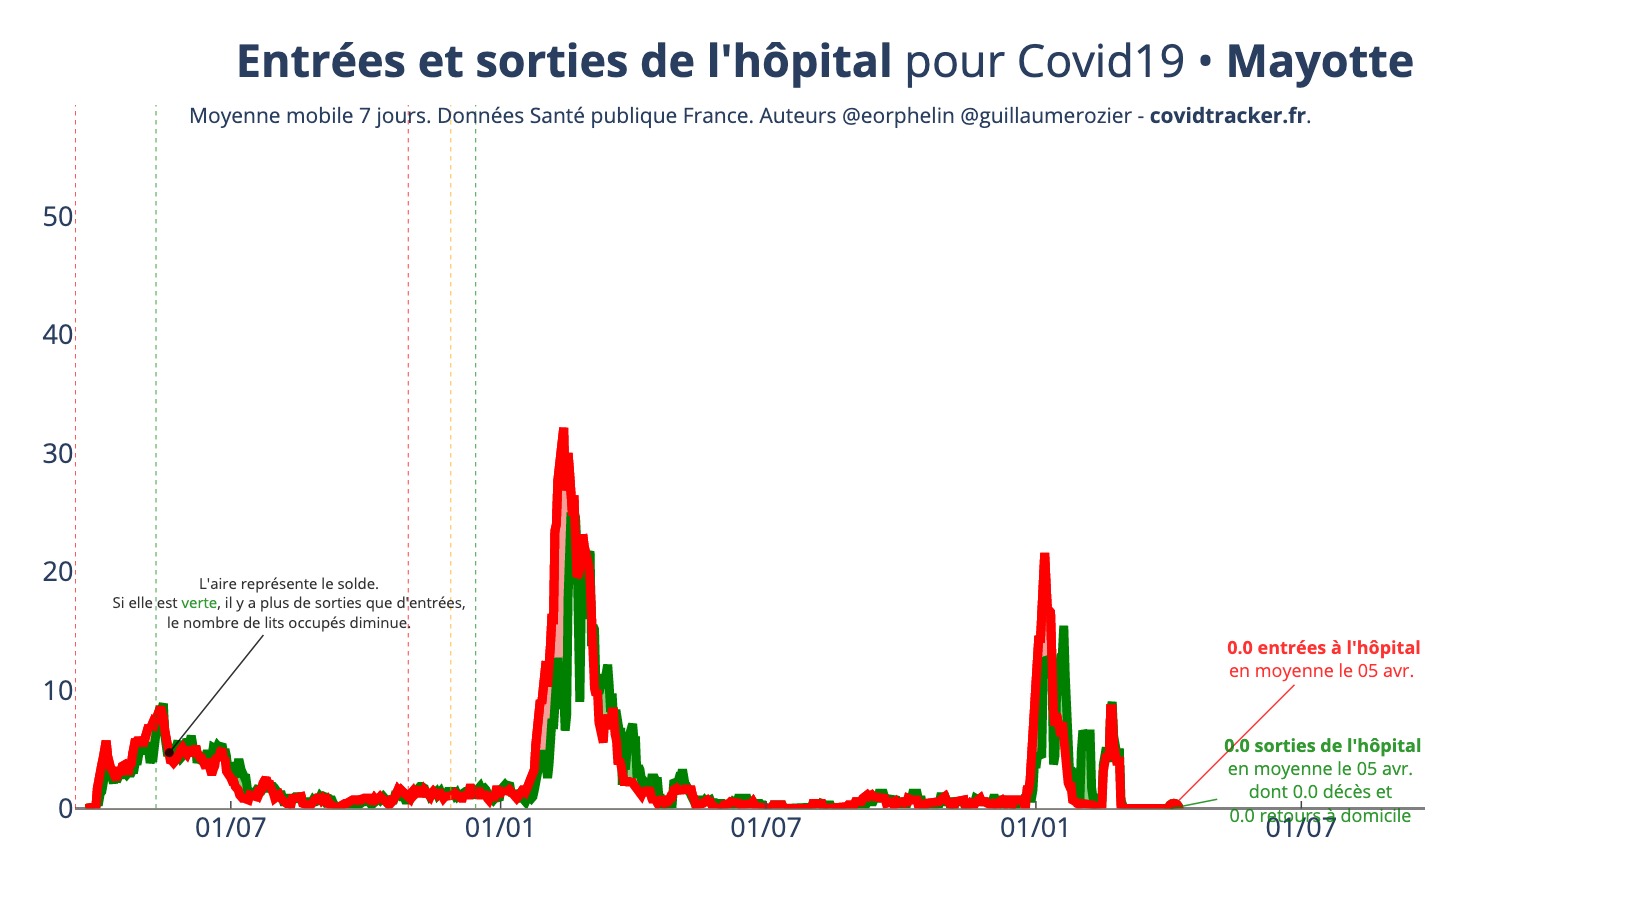 Entrées et sorties de l'hôpital pour Covid19 • Mayotte
Moyenne mobile 7 jours. Données Santé publique France. Auteurs @eorphelin @guillaumerozier - covidtracker.fr.
50
40
30
20
10
0
L'aire représente le solde.
Si elle est verte, il y a plus de sorties que d'entrées,
le nombre de lits occupés diminue.
0.0 entrées à l'hôpital
en moyenne le 05 avr.
0.0 sorties de l'hôpital
en moyenne le 05 avr.
dont 0.0 décès et
0.0 retours à domicile
01/07
01/01
01/07
01/01
01/07